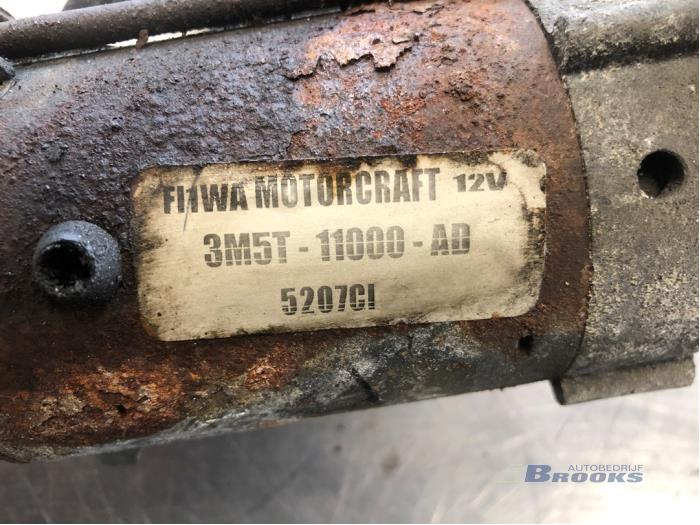 FI1WA MOTORCRAFT 12V
3M5T - 11000 - AD
5207CI
AUTOBEDRIJF
BROOKS